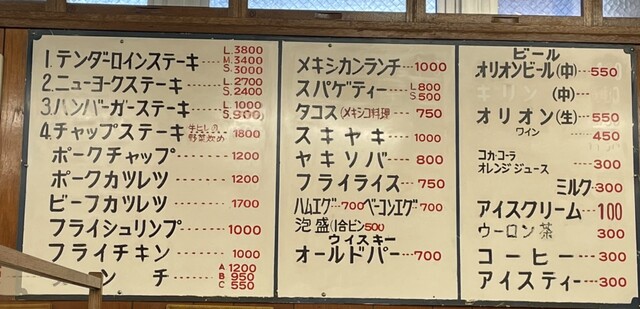 1. テンダーロインステーキ L. 3800 M. 3400 S. 3000
2. ニューヨークステーキ L. 2700 S. 2400
3. ハンバーガーステーキ L. 1000 S. 900
4. チャップステーキ 牛ヒレ肉 野菜炒め 1800
ポークチャップ 1200
ポークカツレツ 1200
ビーフカツレツ 1700
フライシュリンプ 1000
フライチキン 1000
ンチ A 1200 B 950 C 550
メキシカンランチ 1000
スパゲティー L 800 S 500
タコス(メキシコ料理) 750
スキヤキ 1000
ヤキソバ 800
フライライス 750
ハムエグ 700 ベーコンエグ 700
泡盛(1合ビン) 500
ウイスキー
オールドパー 700
ビール
オリオンビール(中) 550
(中)
オリオン(生) 550
ワイン 450
コカ·コーラ
オレンジジュース 300
ミルク 300
アイスクリーム 100
ウーロン茶 300
コーヒー 300
アイスティー 300